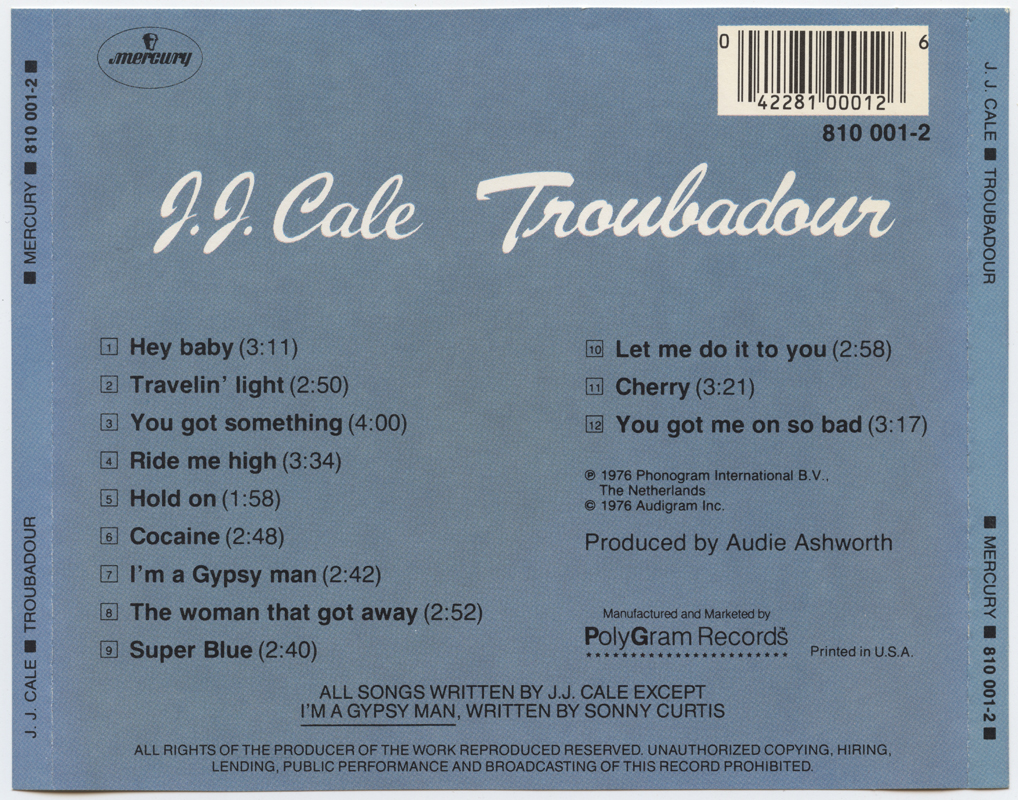 mercury
0 42281 00012 6
810 001-2
J.J. Cale Troubadour
1 Hey baby (3:11)
2 Travelin' light (2:50)
3 You got something (4:00)
4 Ride me high (3:34)
5 Hold on (1:58)
6 Cocaine (2:48)
7 I'm a Gypsy man (2:42)
8 The woman that got away (2:52)
9 Super Blue (2:40)
10 Let me do it to you (2:58)
11 Cherry (3:21)
12 You got me on so bad (3:17)
℗ 1976 Phonogram International B.V.,
The Netherlands
© 1976 Audigram Inc.
Produced by Audie Ashworth
Manufactured and Marketed by
PolyGram Records™
Printed in U.S.A.
ALL SONGS WRITTEN BY J.J. CALE EXCEPT
I'M A GYPSY MAN, WRITTEN BY SONNY CURTIS
ALL RIGHTS OF THE PRODUCER OF THE WORK REPRODUCED RESERVED. UNAUTHORIZED COPYING, HIRING,
LENDING, PUBLIC PERFORMANCE AND BROADCASTING OF THIS RECORD PROHIBITED.
J. J. CALE ■ TROUBADOUR ■ MERCURY ■ 810 001-2 ■
J. J. CALE ■ TROUBADOUR ■ MERCURY ■ 810 001-2 ■